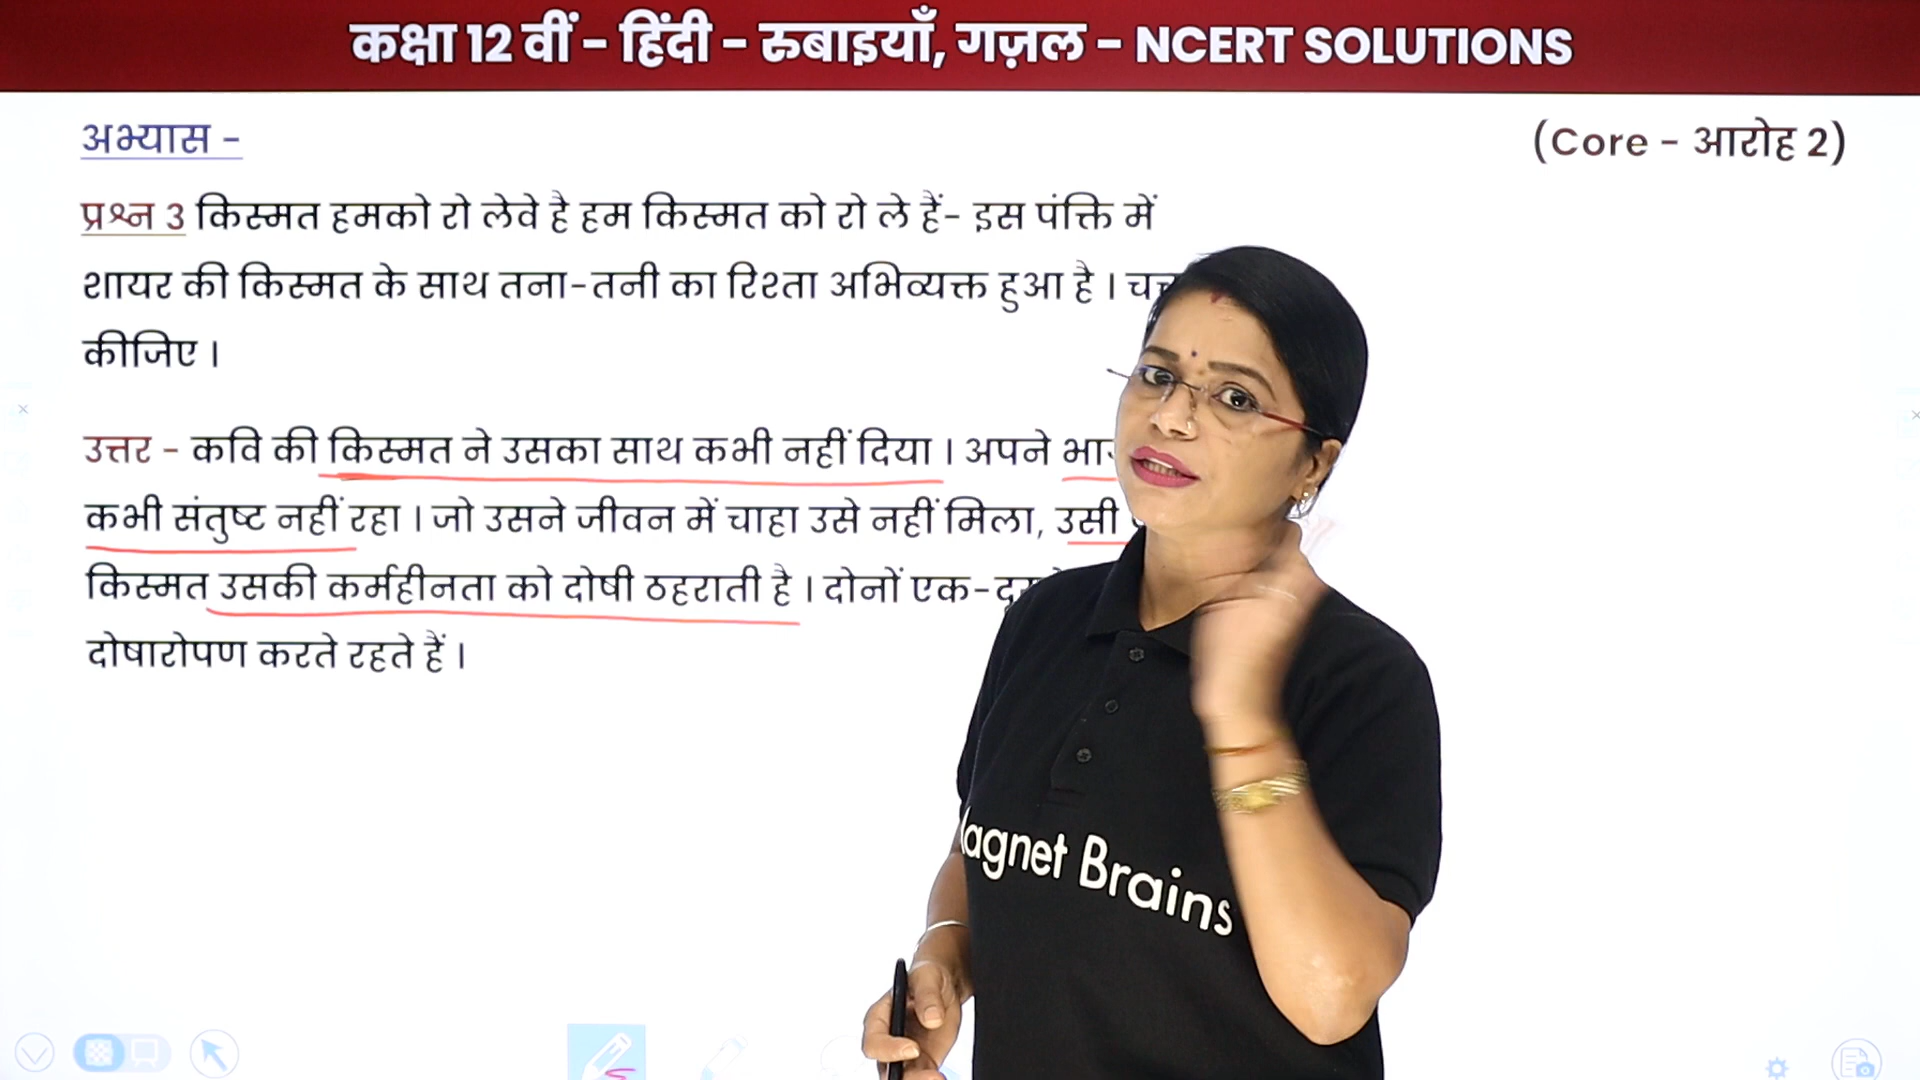 कक्षा 12 वीं - हिंदी - रुबाइयाँ, गज़ल - NCERT SOLUTIONS
अभ्यास -
(Core - आरोह 2)
प्रश्न 3 किस्मत हमको रो लेवे है हम किस्मत को रो ले हैं- इस पंक्ति में
शायर की किस्मत के साथ तना-तनी का रिश्ता अभिव्यक्त हुआ है ।
कीजिए ।
उत्तर - कवि की किस्मत ने उसका साथ कभी नहीं दिया । अपने
कभी संतुष्ट नहीं रहा । जो उसने जीवन में चाहा उसे नहीं मिला, उसी
किस्मत उसकी कर्महीनता को दोषी ठहराती है । दोनों
दोषारोपण करते रहते हैं ।
Brains